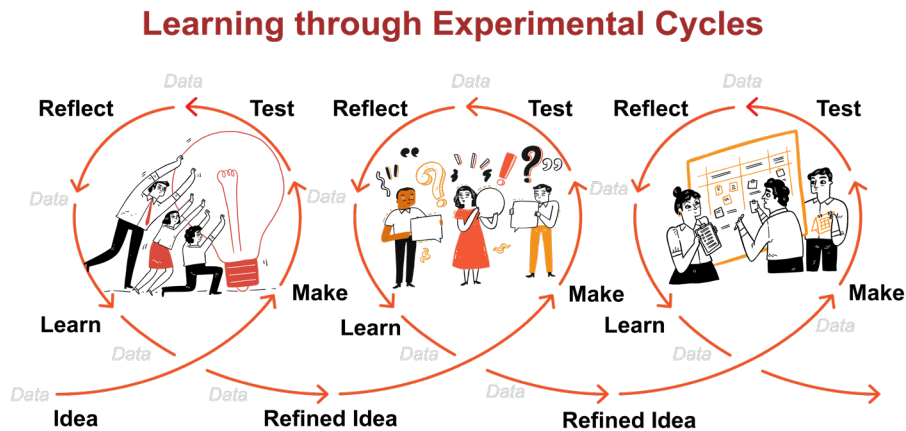 Learning through Experimental Cycles
Data
Data
Data
Reflect
Test
Reflect
Test
Reflect
Test
Data
Data
Data
Make
Make
Make
Learn
Learn
Learn
Data
Data
Data
Data
Data
Data
Data
Idea
Refined Idea
Refined Idea